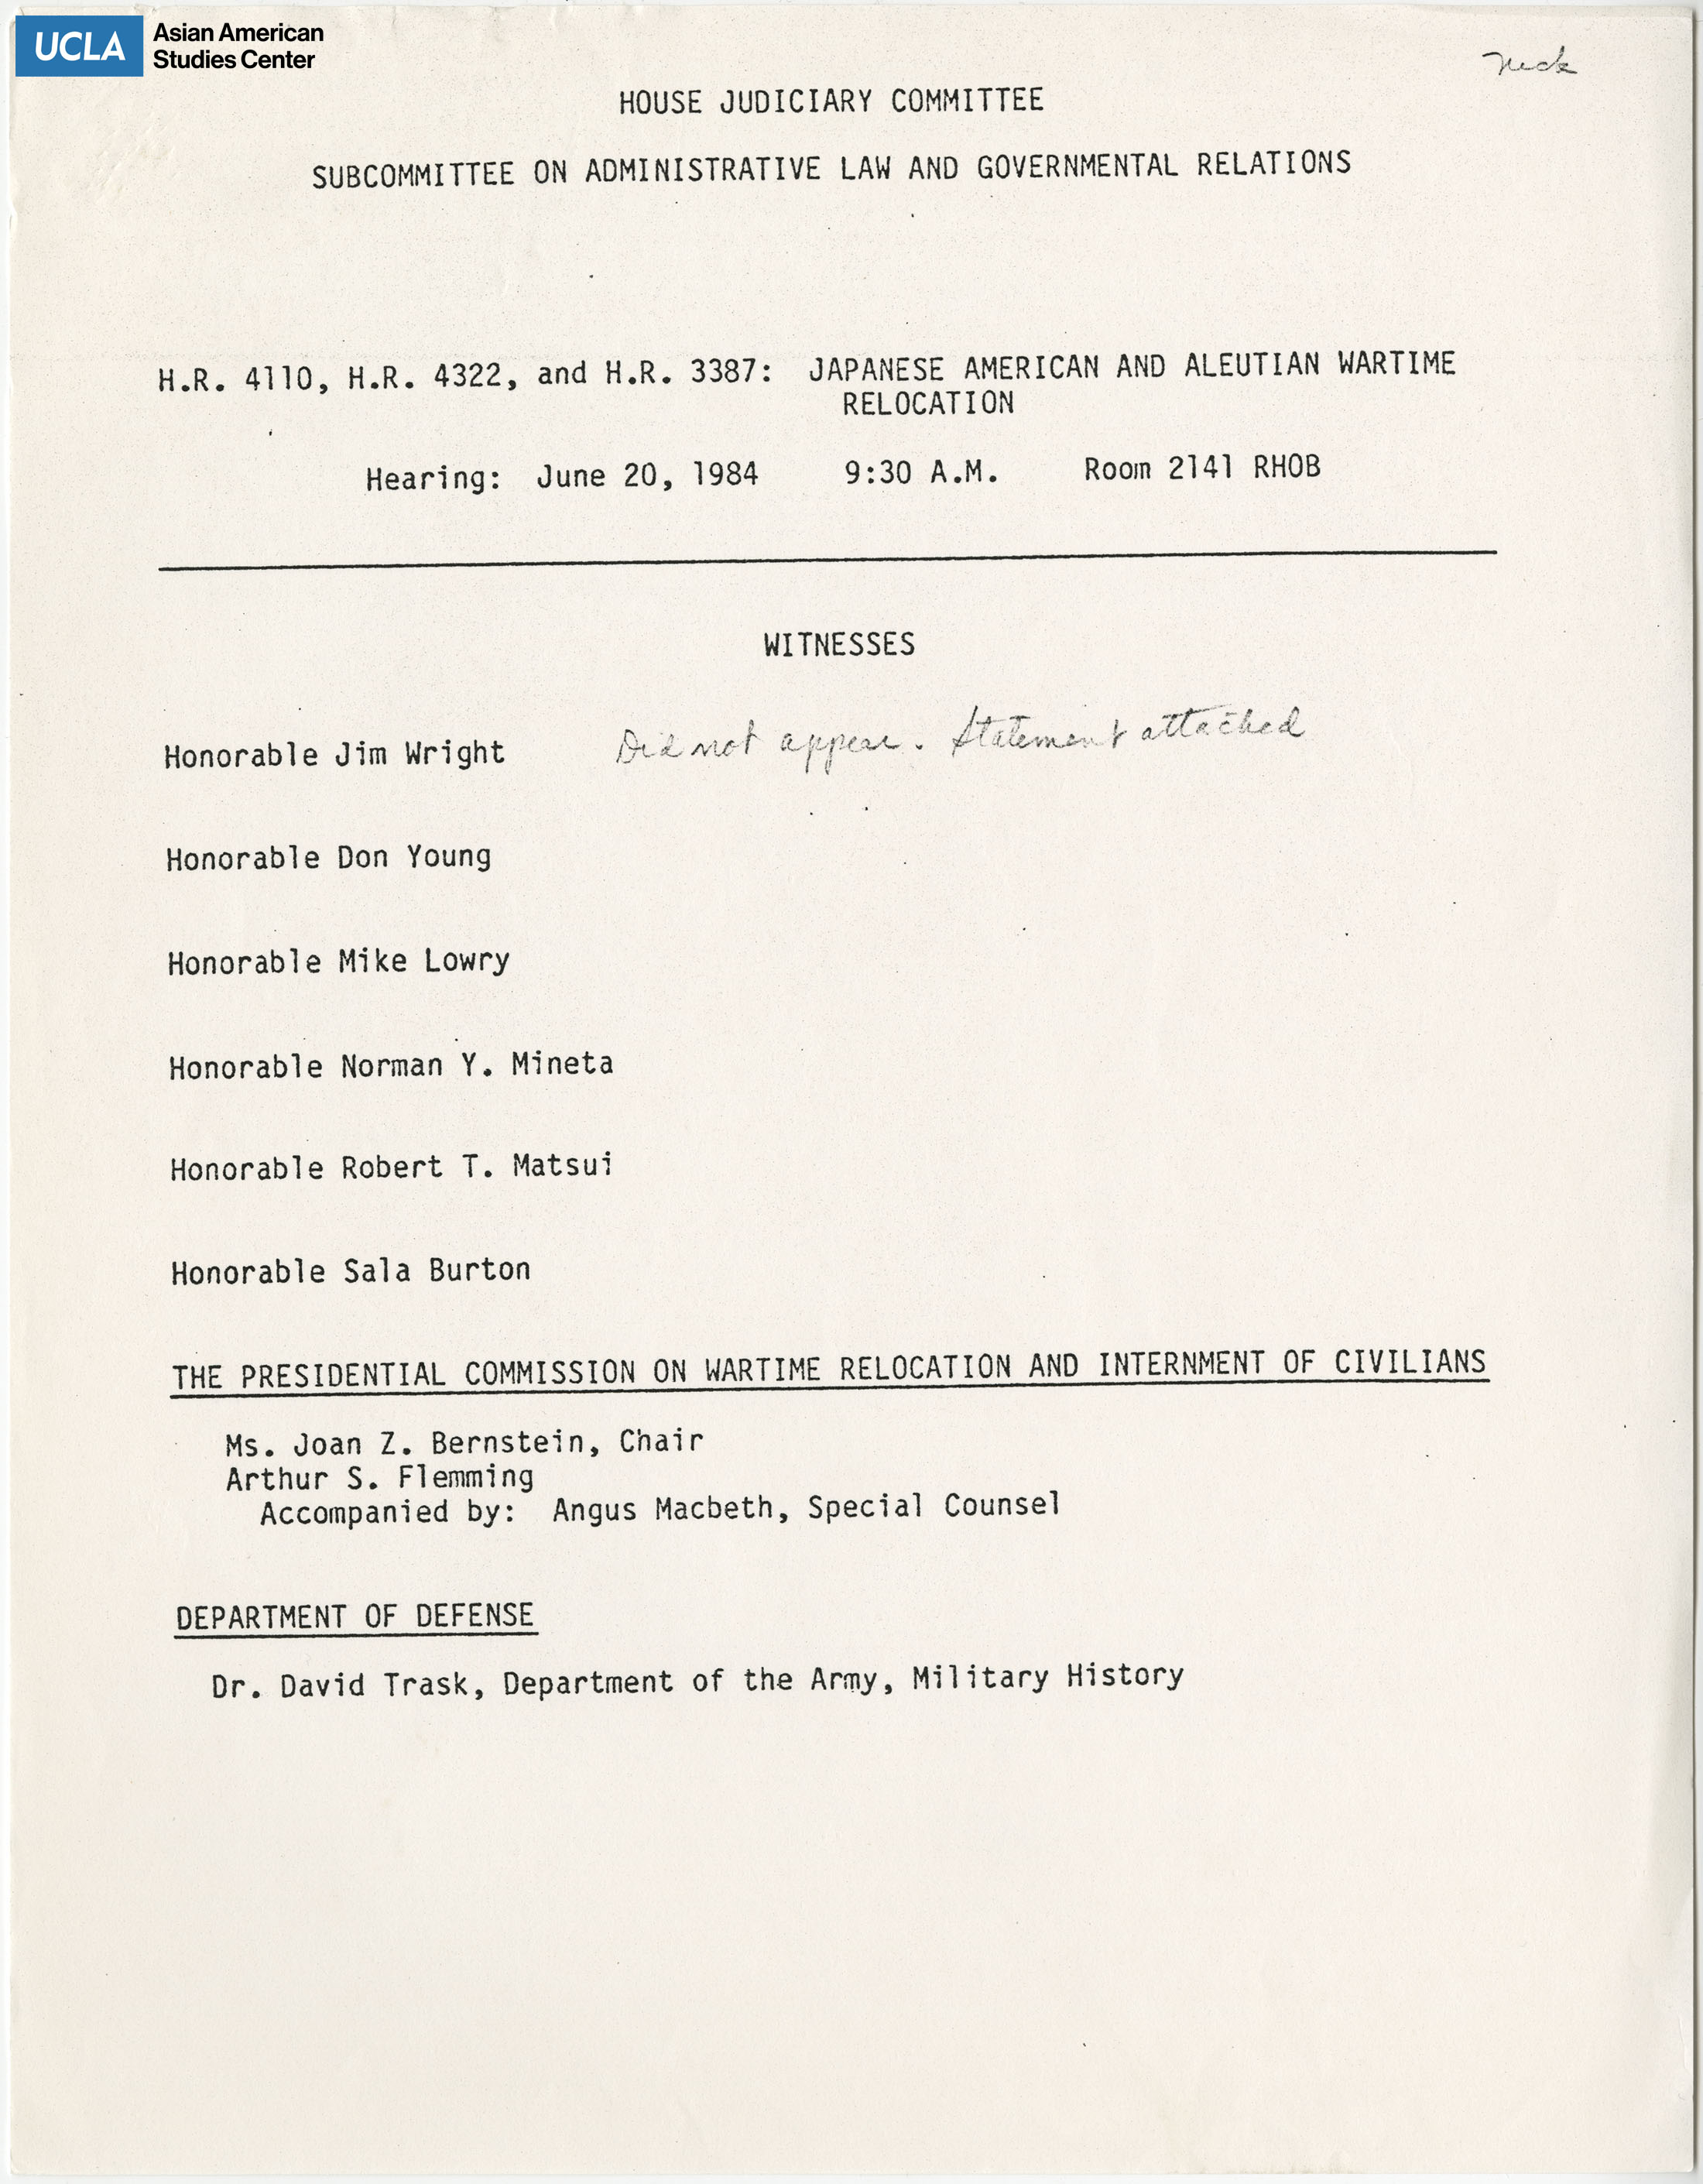 UCLA Asian American
Studies Center
HOUSE JUDICIARY COMMITTEE
SUBCOMMITTEE ON ADMINISTRATIVE LAW AND GOVERNMENTAL RELATIONS
H.R. 4110, H.R. 4322, and H.R. 3387: JAPANESE AMERICAN AND ALEUTIAN WARTIME
RELOCATION
Hearing: June 20, 1984 9:30 A.M. Room 2141 RHOB
WITNESSES
Honorable Jim Wright Did not appear. Statement attached
Honorable Don Young
Honorable Mike Lowry
Honorable Norman Y. Mineta
Honorable Robert T. Matsui
Honorable Sala Burton
THE PRESIDENTIAL COMMISSION ON WARTIME RELOCATION AND INTERNMENT OF CIVILIANS
Ms. Joan Z. Bernstein, Chair
Arthur S. Flemming
Accompanied by: Angus Macbeth, Special Counsel
DEPARTMENT OF DEFENSE
Dr. David Trask, Department of the Army, Military History